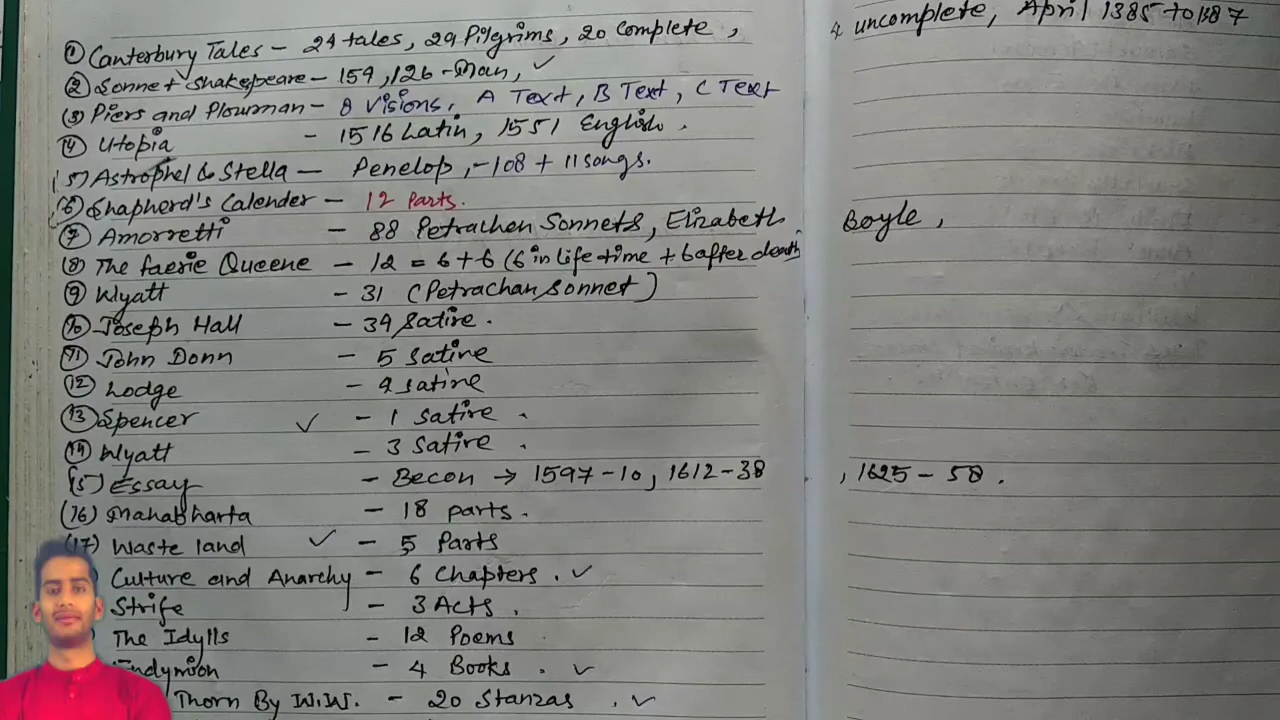 ① Canterbury Tales – 24 tales, 29 Pilgrims, 20 Complete, 4 uncomplete, April 1385 to 1387
② Sonnet Shakespeare – 154, 126 - Man, ✓
(3) Piers and Plowman – 8 Visions, A Text, B Text, C Text
④ Utopia – 1516 Latin, 1551 English.
(5) Astrophel & Stella – Penelop, – 108 + 11 songs.
(6) Shapherd's Calender – 12 Parts.
⑦ Amorretti – 88 Petrachen Sonnets, Elizabeth Boyle,
(8) The faerie Queene – 12 = 6+6 (6 in life time + 6 affer death)
⑨ Wyatt – 31 (Petrachan Sonnet)
⑩ Joseph Hall – 34 Satire.
⑪ John Donn – 5 Satire
⑫ Lodge – 4 satire
⑬ Spencer ✓ – 1 Satire.
⑭ Wyatt – 3 Satire.
(15) Essay – Becon → 1597 – 10, 1612 – 38, 1625 – 58.
(16) Mahabharta – 18 parts.
(17) Waste land ✓ – 5 Parts
Culture and Anarchy – 6 Chapters. ✓
Strife – 3 Acts.
The Idylls – 12 Poems
Endymion – 4 Books. ✓
Thorn By W.W. – 20 Stanzas. ✓